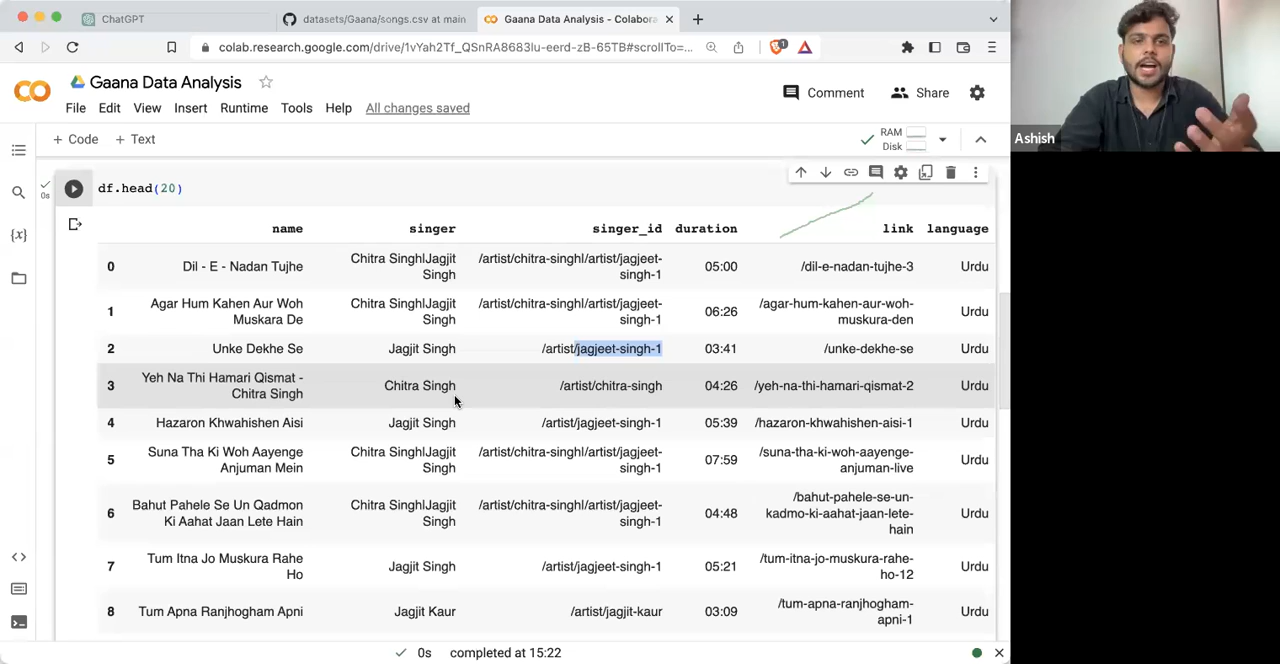 ChatGPT
datasets/Gaana/songs.csv at main
Gaana Data Analysis - Colabora
colab.research.google.com/drive/1vYah2Tf_QSnRA8683lu-eerd-zB-65TB#scrollTo=...
1
Gaana Data Analysis
Comment
Share
File Edit View Insert Runtime Tools Help All changes saved
+ Code + Text
RAM
Disk
Ashish
0s
df.head(20)
{x}
name singer singer_id duration link language
0 Dil - E - Nadan Tujhe Chitra Singh|Jagjit Singh /artist/chitra-singh|/artist/jagjeet-singh-1 05:00 /dil-e-nadan-tujhe-3 Urdu
1 Agar Hum Kahen Aur Woh Muskara De Chitra Singh|Jagjit Singh /artist/chitra-singh|/artist/jagjeet-singh-1 06:26 /agar-hum-kahen-aur-woh-muskura-den Urdu
2 Unke Dekhe Se Jagjit Singh /artist/jagjeet-singh-1 03:41 /unke-dekhe-se Urdu
3 Yeh Na Thi Hamari Qismat - Chitra Singh Chitra Singh /artist/chitra-singh 04:26 /yeh-na-thi-hamari-qismat-2 Urdu
4 Hazaron Khwahishen Aisi Jagjit Singh /artist/jagjeet-singh-1 05:39 /hazaron-khwahishen-aisi-1 Urdu
5 Suna Tha Ki Woh Aayenge Anjuman Mein Chitra Singh|Jagjit Singh /artist/chitra-singh|/artist/jagjeet-singh-1 07:59 /suna-tha-ki-woh-aayenge-anjuman-live Urdu
6 Bahut Pahele Se Un Qadmon Ki Aahat Jaan Lete Hain Chitra Singh|Jagjit Singh /artist/chitra-singh|/artist/jagjeet-singh-1 04:48 /bahut-pahele-se-un-kadmo-ki-aahat-jaan-lete-hain Urdu
7 Tum Itna Jo Muskura Rahe Ho Jagjit Singh /artist/jagjeet-singh-1 05:21 /tum-itna-jo-muskura-rahe-ho-12 Urdu
8 Tum Apna Ranjhogham Apni Jagjit Kaur /artist/jagjit-kaur 03:09 /tum-apna-ranjhogham-apni-1 Urdu
0s completed at 15:22